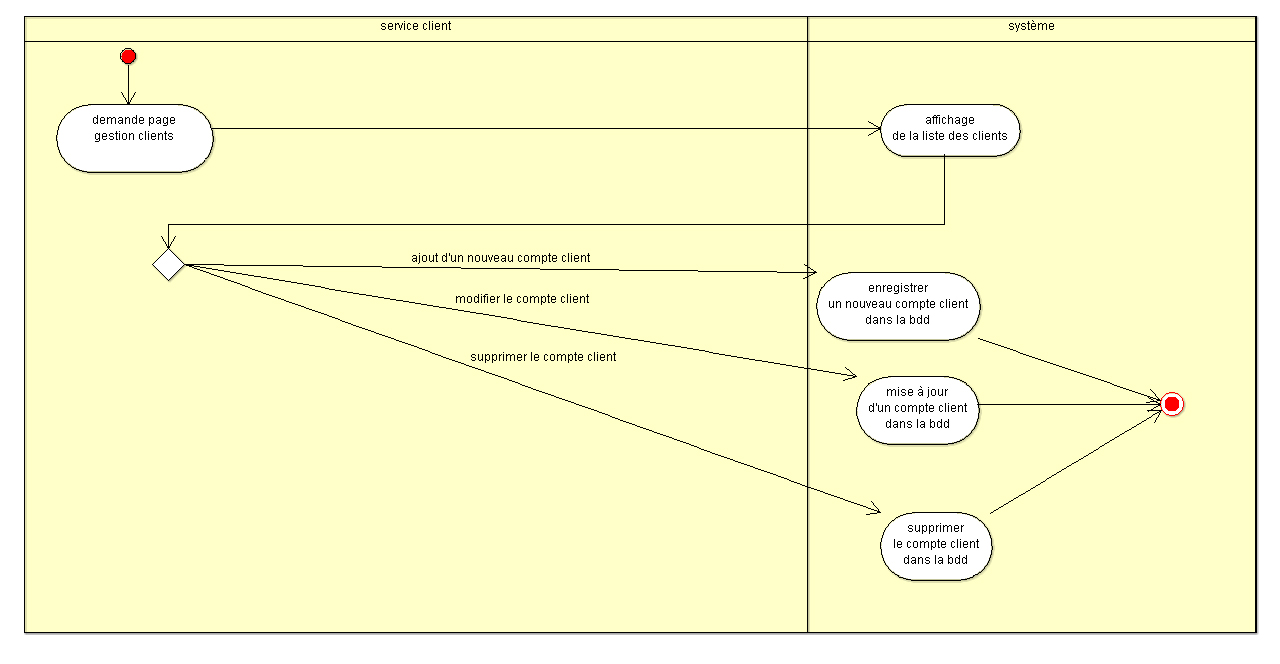 service client
système
demande page
gestion clients
affichage
de la liste des clients
ajout d'un nouveau compte client
modifier le compte client
supprimer le compte client
enregistrer
un nouveau compte client
dans la bdd
mise à jour
d'un compte client
dans la bdd
supprimer
le compte client
dans la bdd